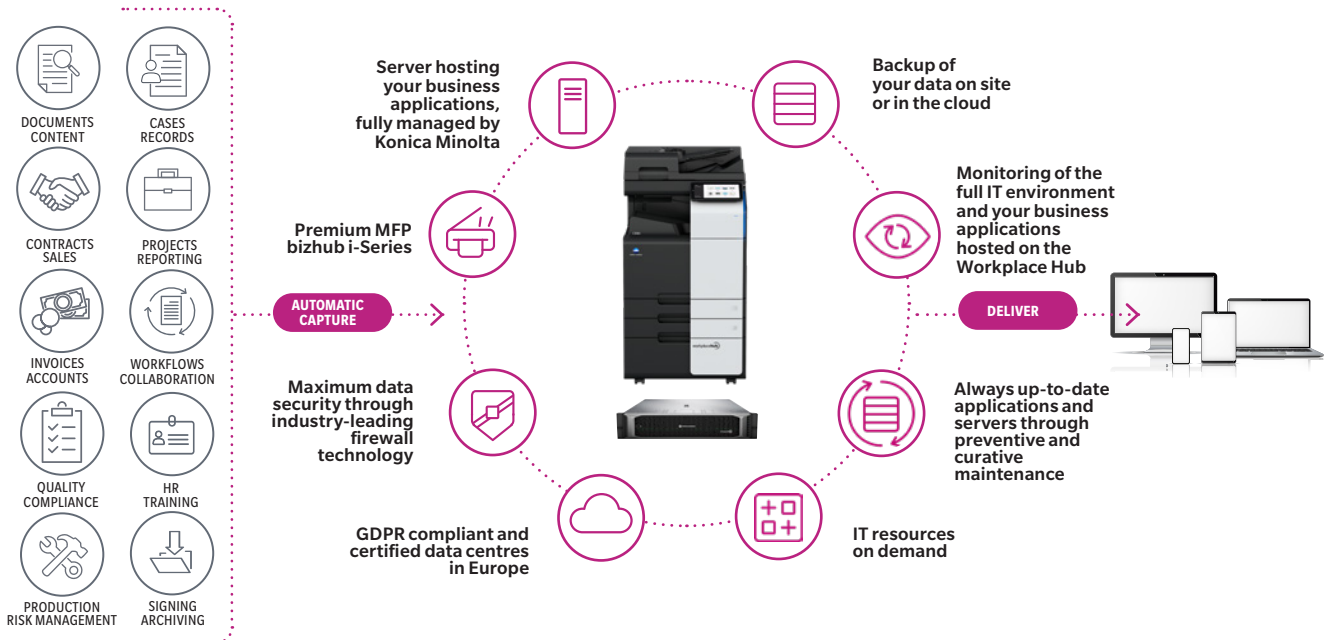 DOCUMENTS
CONTENT
CASES
RECORDS
CONTRACTS
SALES
PROJECTS
REPORTING
INVOICES
ACCOUNTS
WORKFLOWS
COLLABORATION
QUALITY
COMPLIANCE
HR
TRAINING
PRODUCTION
RISK MANAGEMENT
SIGNING
ARCHIVING
AUTOMATIC
CAPTURE
Server hosting
your business
applications,
fully managed by
Konica Minolta
Premium MFP
bizhub i-Series
Maximum data
security through
industry-leading
firewall
technology
GDPR compliant and
certified data centres
in Europe
Backup of
your data on site
or in the cloud
Monitoring of the
full IT environment
and your business
applications
hosted on the
Workplace Hub
Always up-to-date
applications and
servers through
preventive and
curative
maintenance
IT resources
on demand
DELIVER